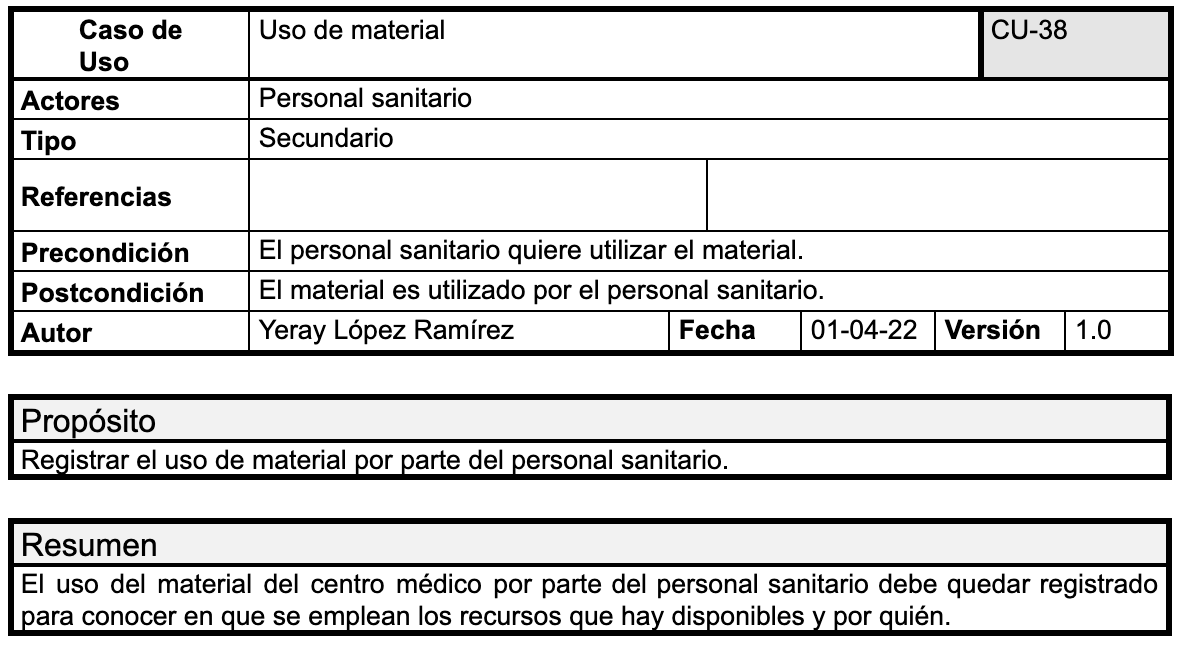 Caso de Uso de material CU-38
Uso
Actores Personal sanitario
Tipo Secundario
Referencias
Precondición El personal sanitario quiere utilizar el material.
Postcondición El material es utilizado por el personal sanitario.
Autor Yeray López Ramírez Fecha 01-04-22 Versión 1.0
Propósito
Registrar el uso de material por parte del personal sanitario.
Resumen
El uso del material del centro médico por parte del personal sanitario debe quedar registrado
para conocer en que se emplean los recursos que hay disponibles y por quién.